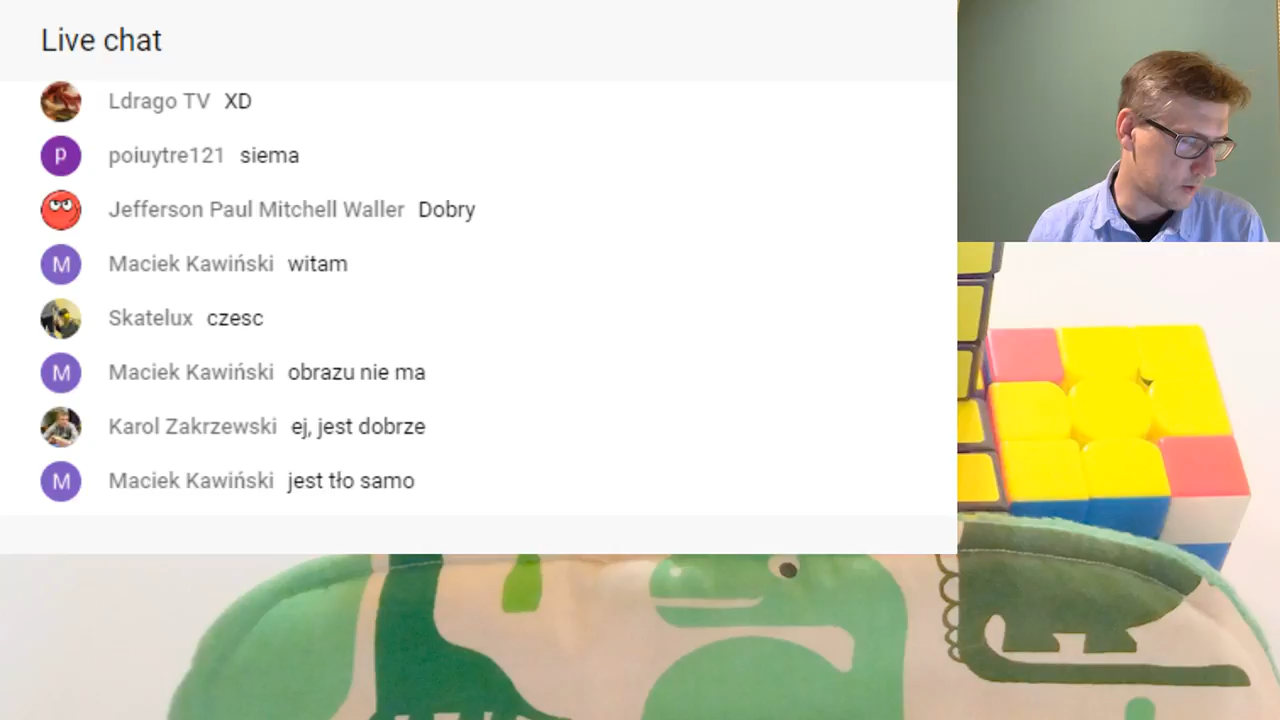 Live chat
Ldrago TV XD
P
poiuytre121 siema
Jefferson Paul Mitchell Waller Dobry
M
Maciek Kawiński witam
Skatelux czesc
M
Maciek Kawiński obrazu nie ma
Karol Zakrzewski ej, jest dobrze
M
Maciek Kawiński jest tło samo